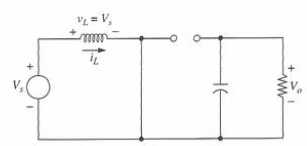 v_L = V_s
+ −
i_L
+ +
V_s V_o
− −